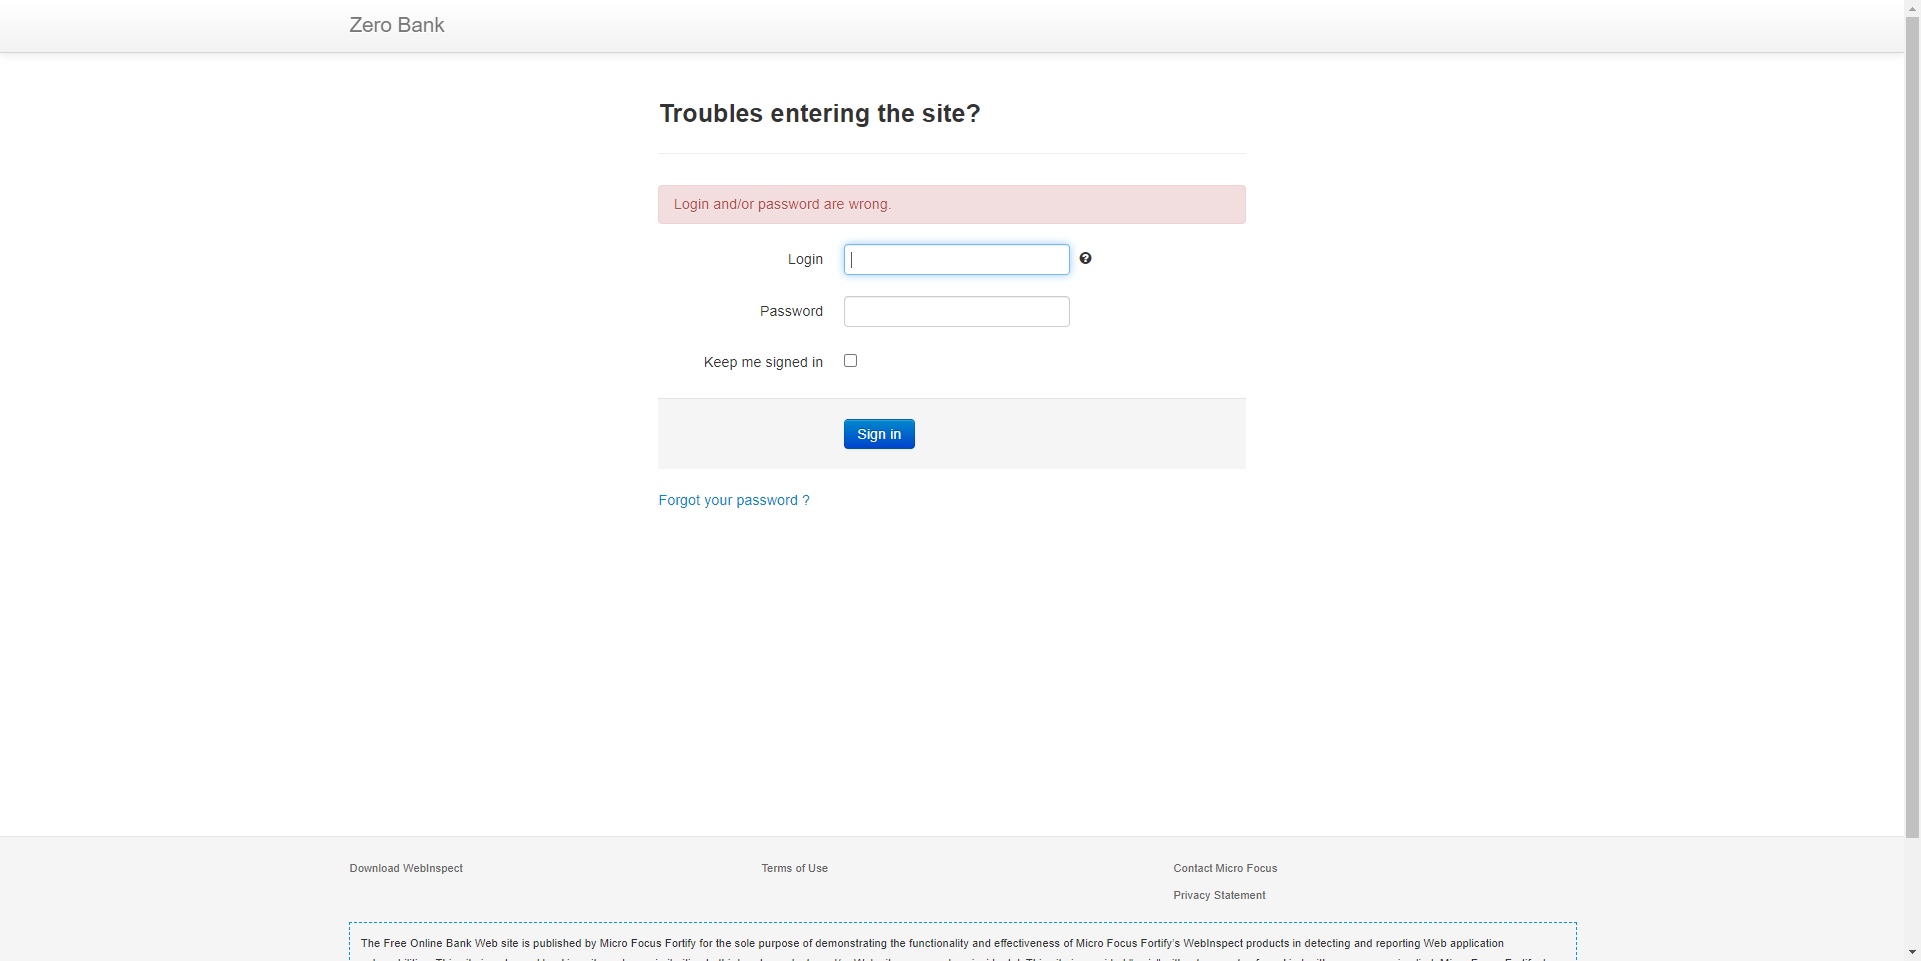 Zero Bank
Troubles entering the site?
Login and/or password are wrong.
Login
Password
Keep me signed in
Sign in
Forgot your password ?
Download WebInspect
Terms of Use
Contact Micro Focus
Privacy Statement
The Free Online Bank Web site is published by Micro Focus Fortify for the sole purpose of demonstrating the functionality and effectiveness of Micro Focus Fortify's WebInspect products in detecting and reporting Web application